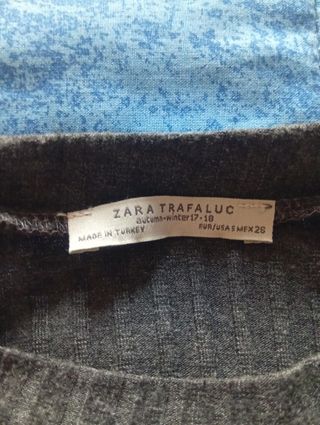 ZARA TRAFALUC
autumn-winter 17-18
MADE IN TURKEY EUR/USA S MEX 26